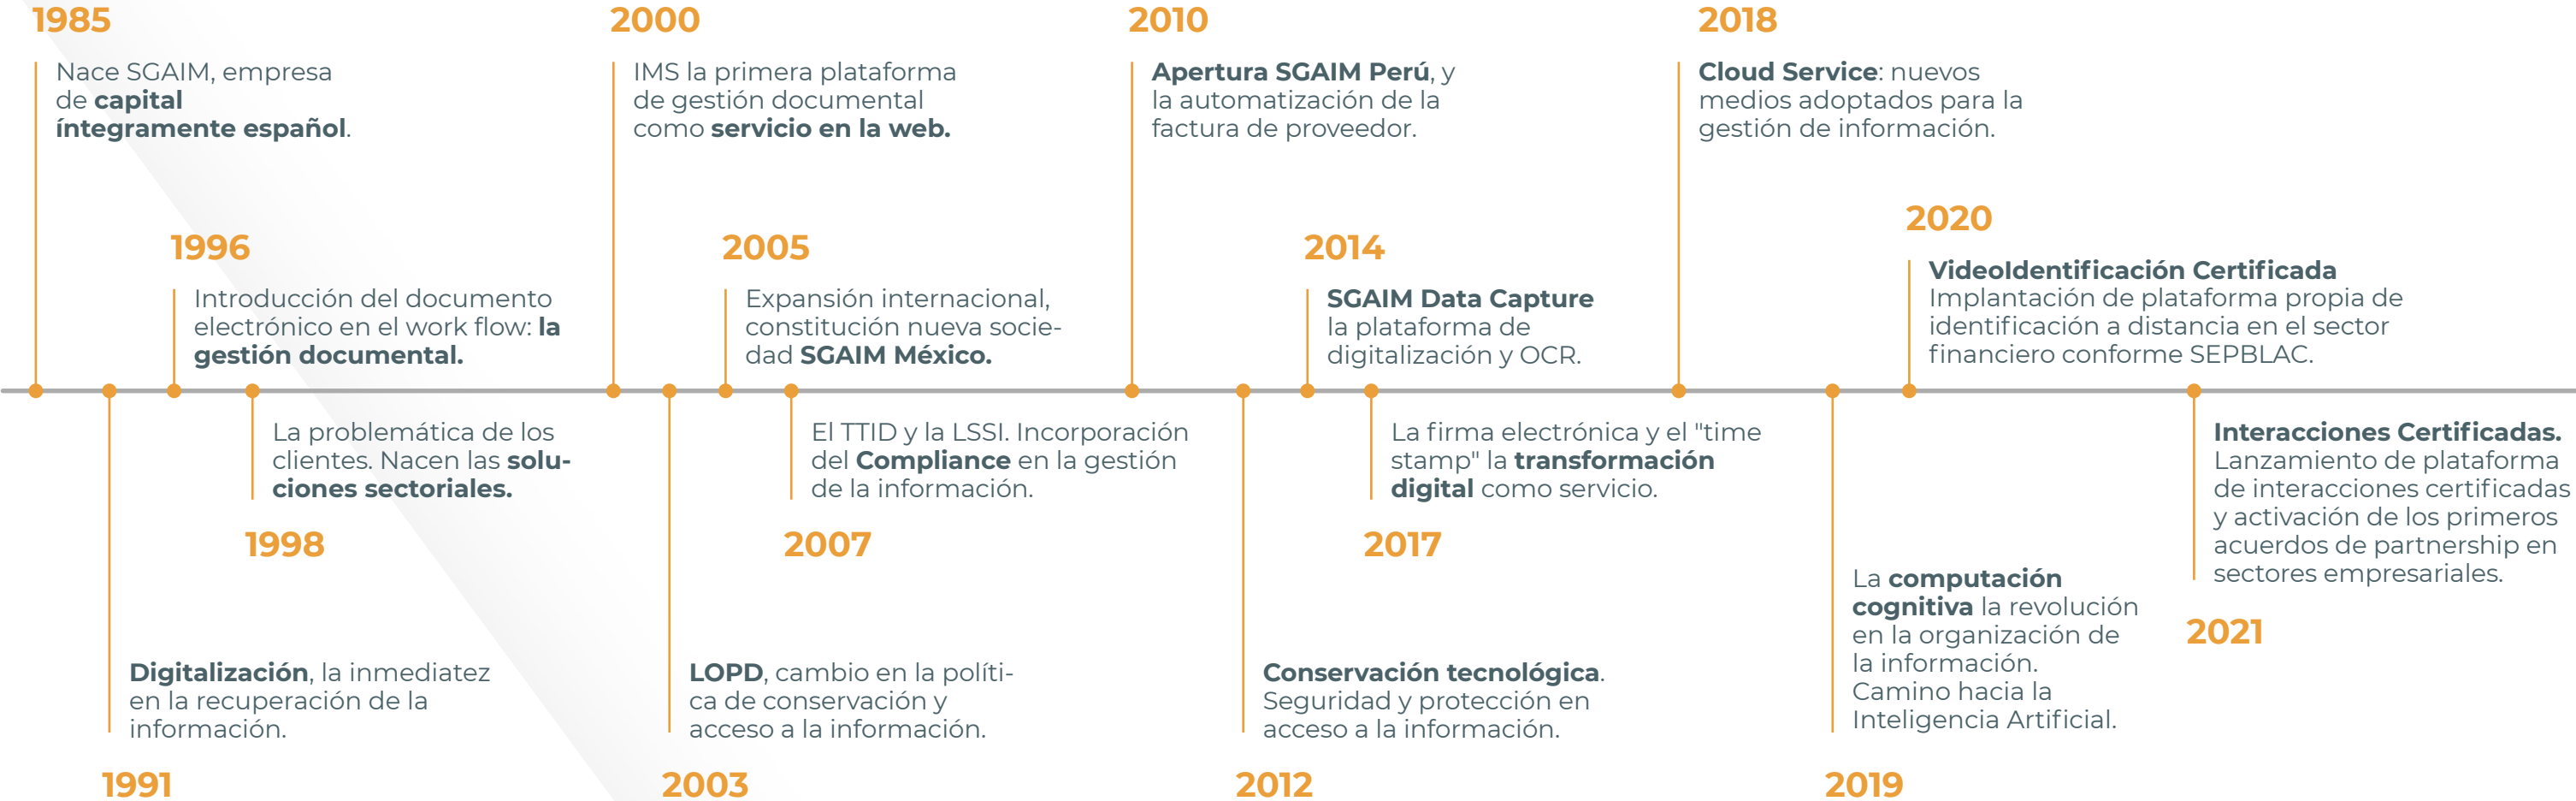 1985
Nace SGAIM, empresa
de capital
íntegramente español.
1991
Digitalización, la inmediatez
en la recuperación de la
información.
1996
Introducción del documento
electrónico en el work flow: la
gestión documental.
1998
La problemática de los
clientes. Nacen las solu-
ciones sectoriales.
2000
IMS la primera plataforma
de gestión documental
como servicio en la web.
2003
LOPD, cambio en la políti-
ca de conservación y
acceso a la información.
2005
Expansión internacional,
constitución nueva socie-
dad SGAIM México.
2007
El TTID y la LSSI. Incorporación
del Compliance en la gestión
de la información.
2010
Apertura SGAIM Perú, y
la automatización de la
factura de proveedor.
2012
Conservación tecnológica.
Seguridad y protección en
acceso a la información.
2014
SGAIM Data Capture
la plataforma de
digitalización y OCR.
2017
La firma electrónica y el "time
stamp" la transformación
digital como servicio.
2018
Cloud Service: nuevos
medios adoptados para la
gestión de información.
2019
La computación
cognitiva la revolución
en la organización de
la información.
Camino hacia la
Inteligencia Artificial.
2020
VideoIdentificación Certificada
Implantación de plataforma propia de
identificación a distancia en el sector
financiero conforme SEPBLAC.
2021
Interacciones Certificadas.
Lanzamiento de plataforma
de interacciones certificadas
y activación de los primeros
acuerdos de partnership en
sectores empresariales.